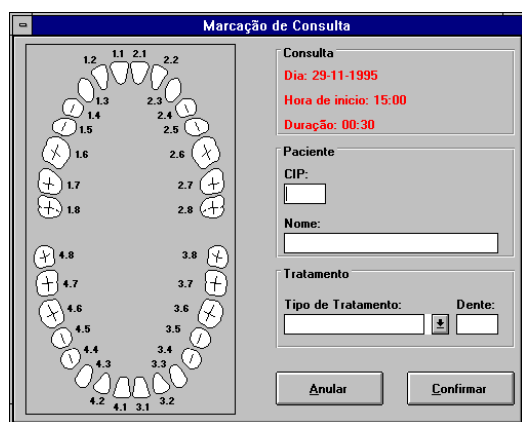 Marcação de Consulta
1.1 2.1
1.2 2.2
1.3 2.3
1.4 2.4
1.5 2.5
1.6 2.6
1.7 2.7
1.8 2.8
4.8 3.8
4.7 3.7
4.6 3.6
4.5 3.5
4.4 3.4
4.3 3.3
4.2 3.2
4.1 3.1
Consulta
Dia: 29-11-1995
Hora de inicio: 15:00
Duração: 00:30
Paciente
CIP:
Nome:
Tratamento
Tipo de Tratamento: Dente:
Anular Confirmar